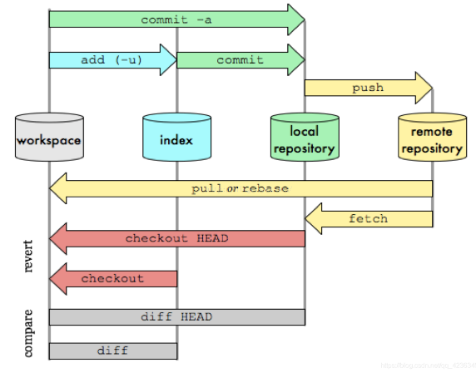 commit -a
add (-u)
commit
push
workspace
index
local
repository
remote
repository
pull or rebase
fetch
revert
checkout HEAD
checkout
compare
diff HEAD
diff